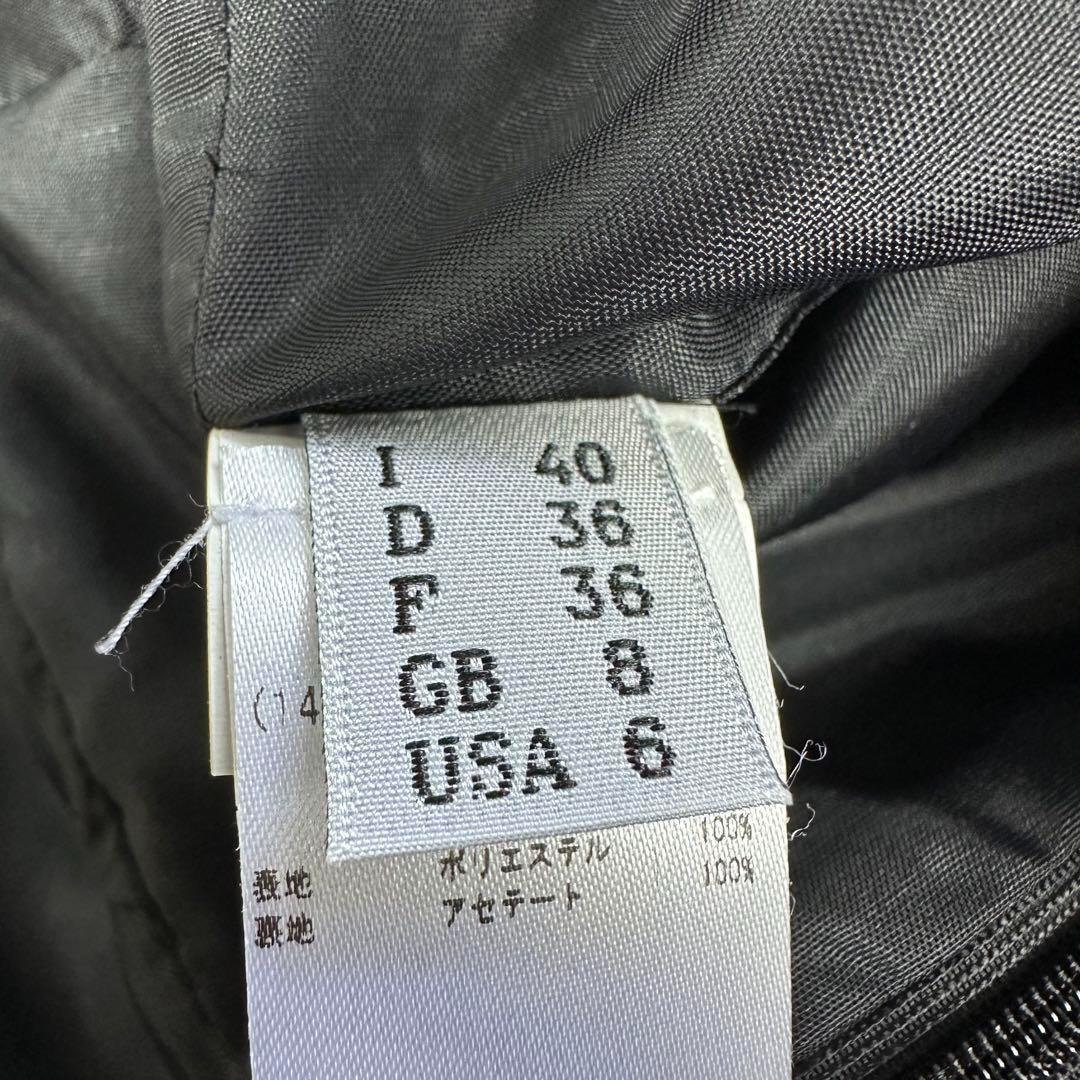 I 40
D 36
F 36
GB 8
USA 6
(14
表地 ポリエステル 100%
裏地 アセテート 100%